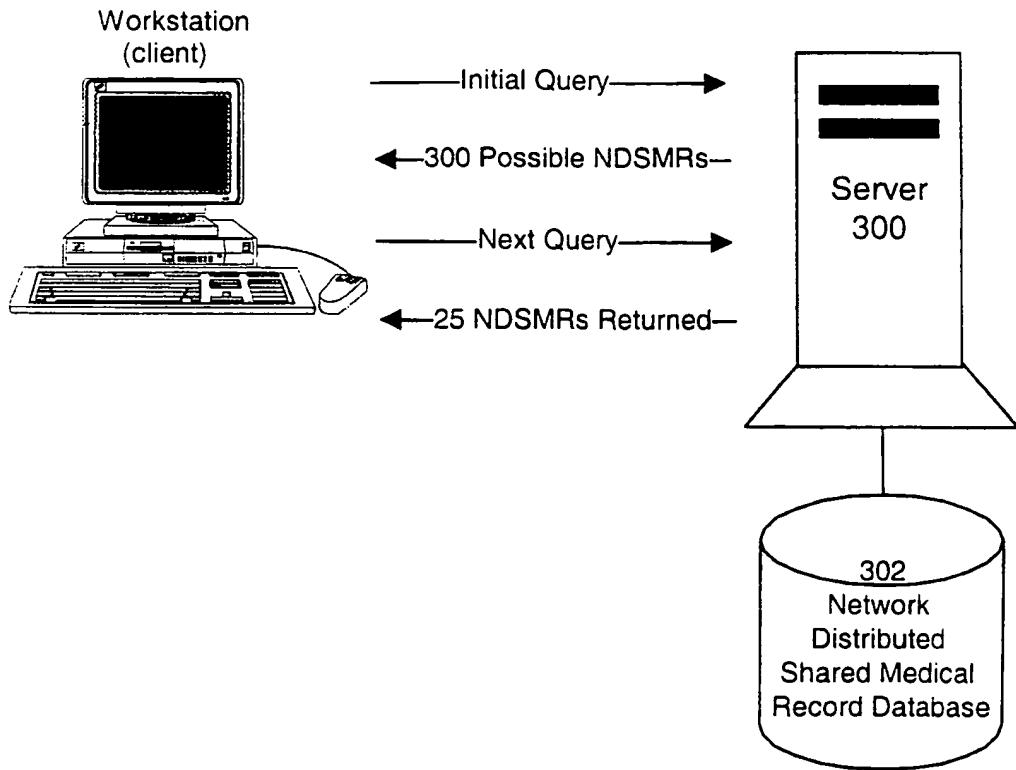 Workstation
(client)
Initial Query
300 Possible NDSMRs
Next Query
25 NDSMRs Returned
Server
300
302
Network
Distributed
Shared Medical
Record Database